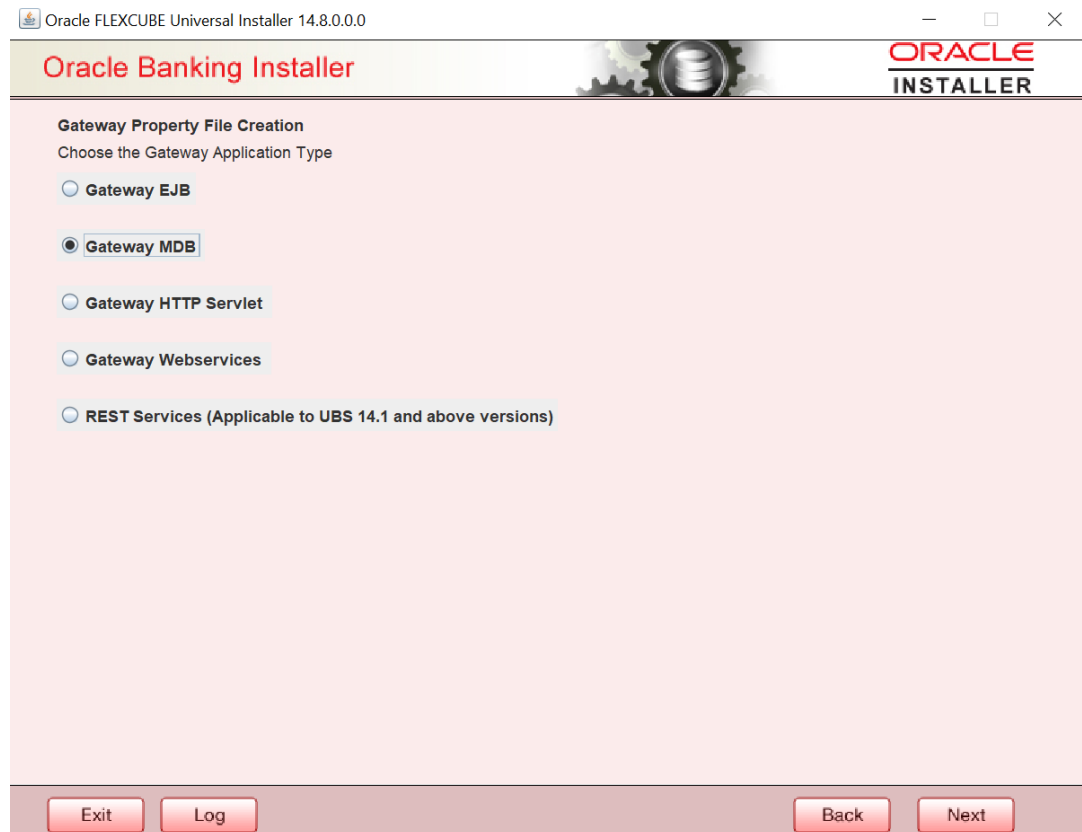 Oracle FLEXCUBE Universal Installer 14.8.0.0.0
Oracle Banking Installer
ORACLE
INSTALLER
Gateway Property File Creation
Choose the Gateway Application Type
Gateway EJB
Gateway MDB
Gateway HTTP Servlet
Gateway Webservices
REST Services (Applicable to UBS 14.1 and above versions)
Exit Log Back Next